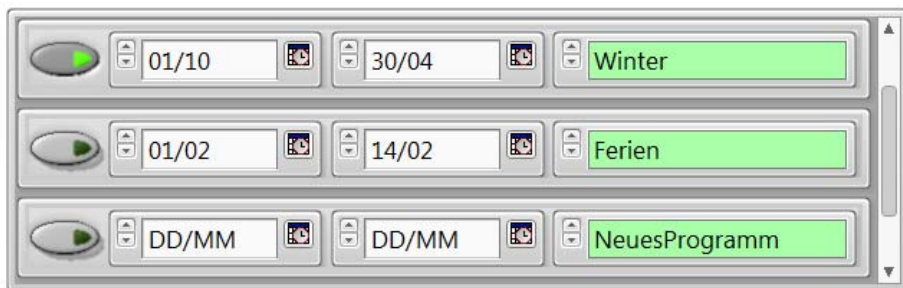 01/10 30/04 Winter
01/02 14/02 Ferien
DD/MM DD/MM NeuesProgramm